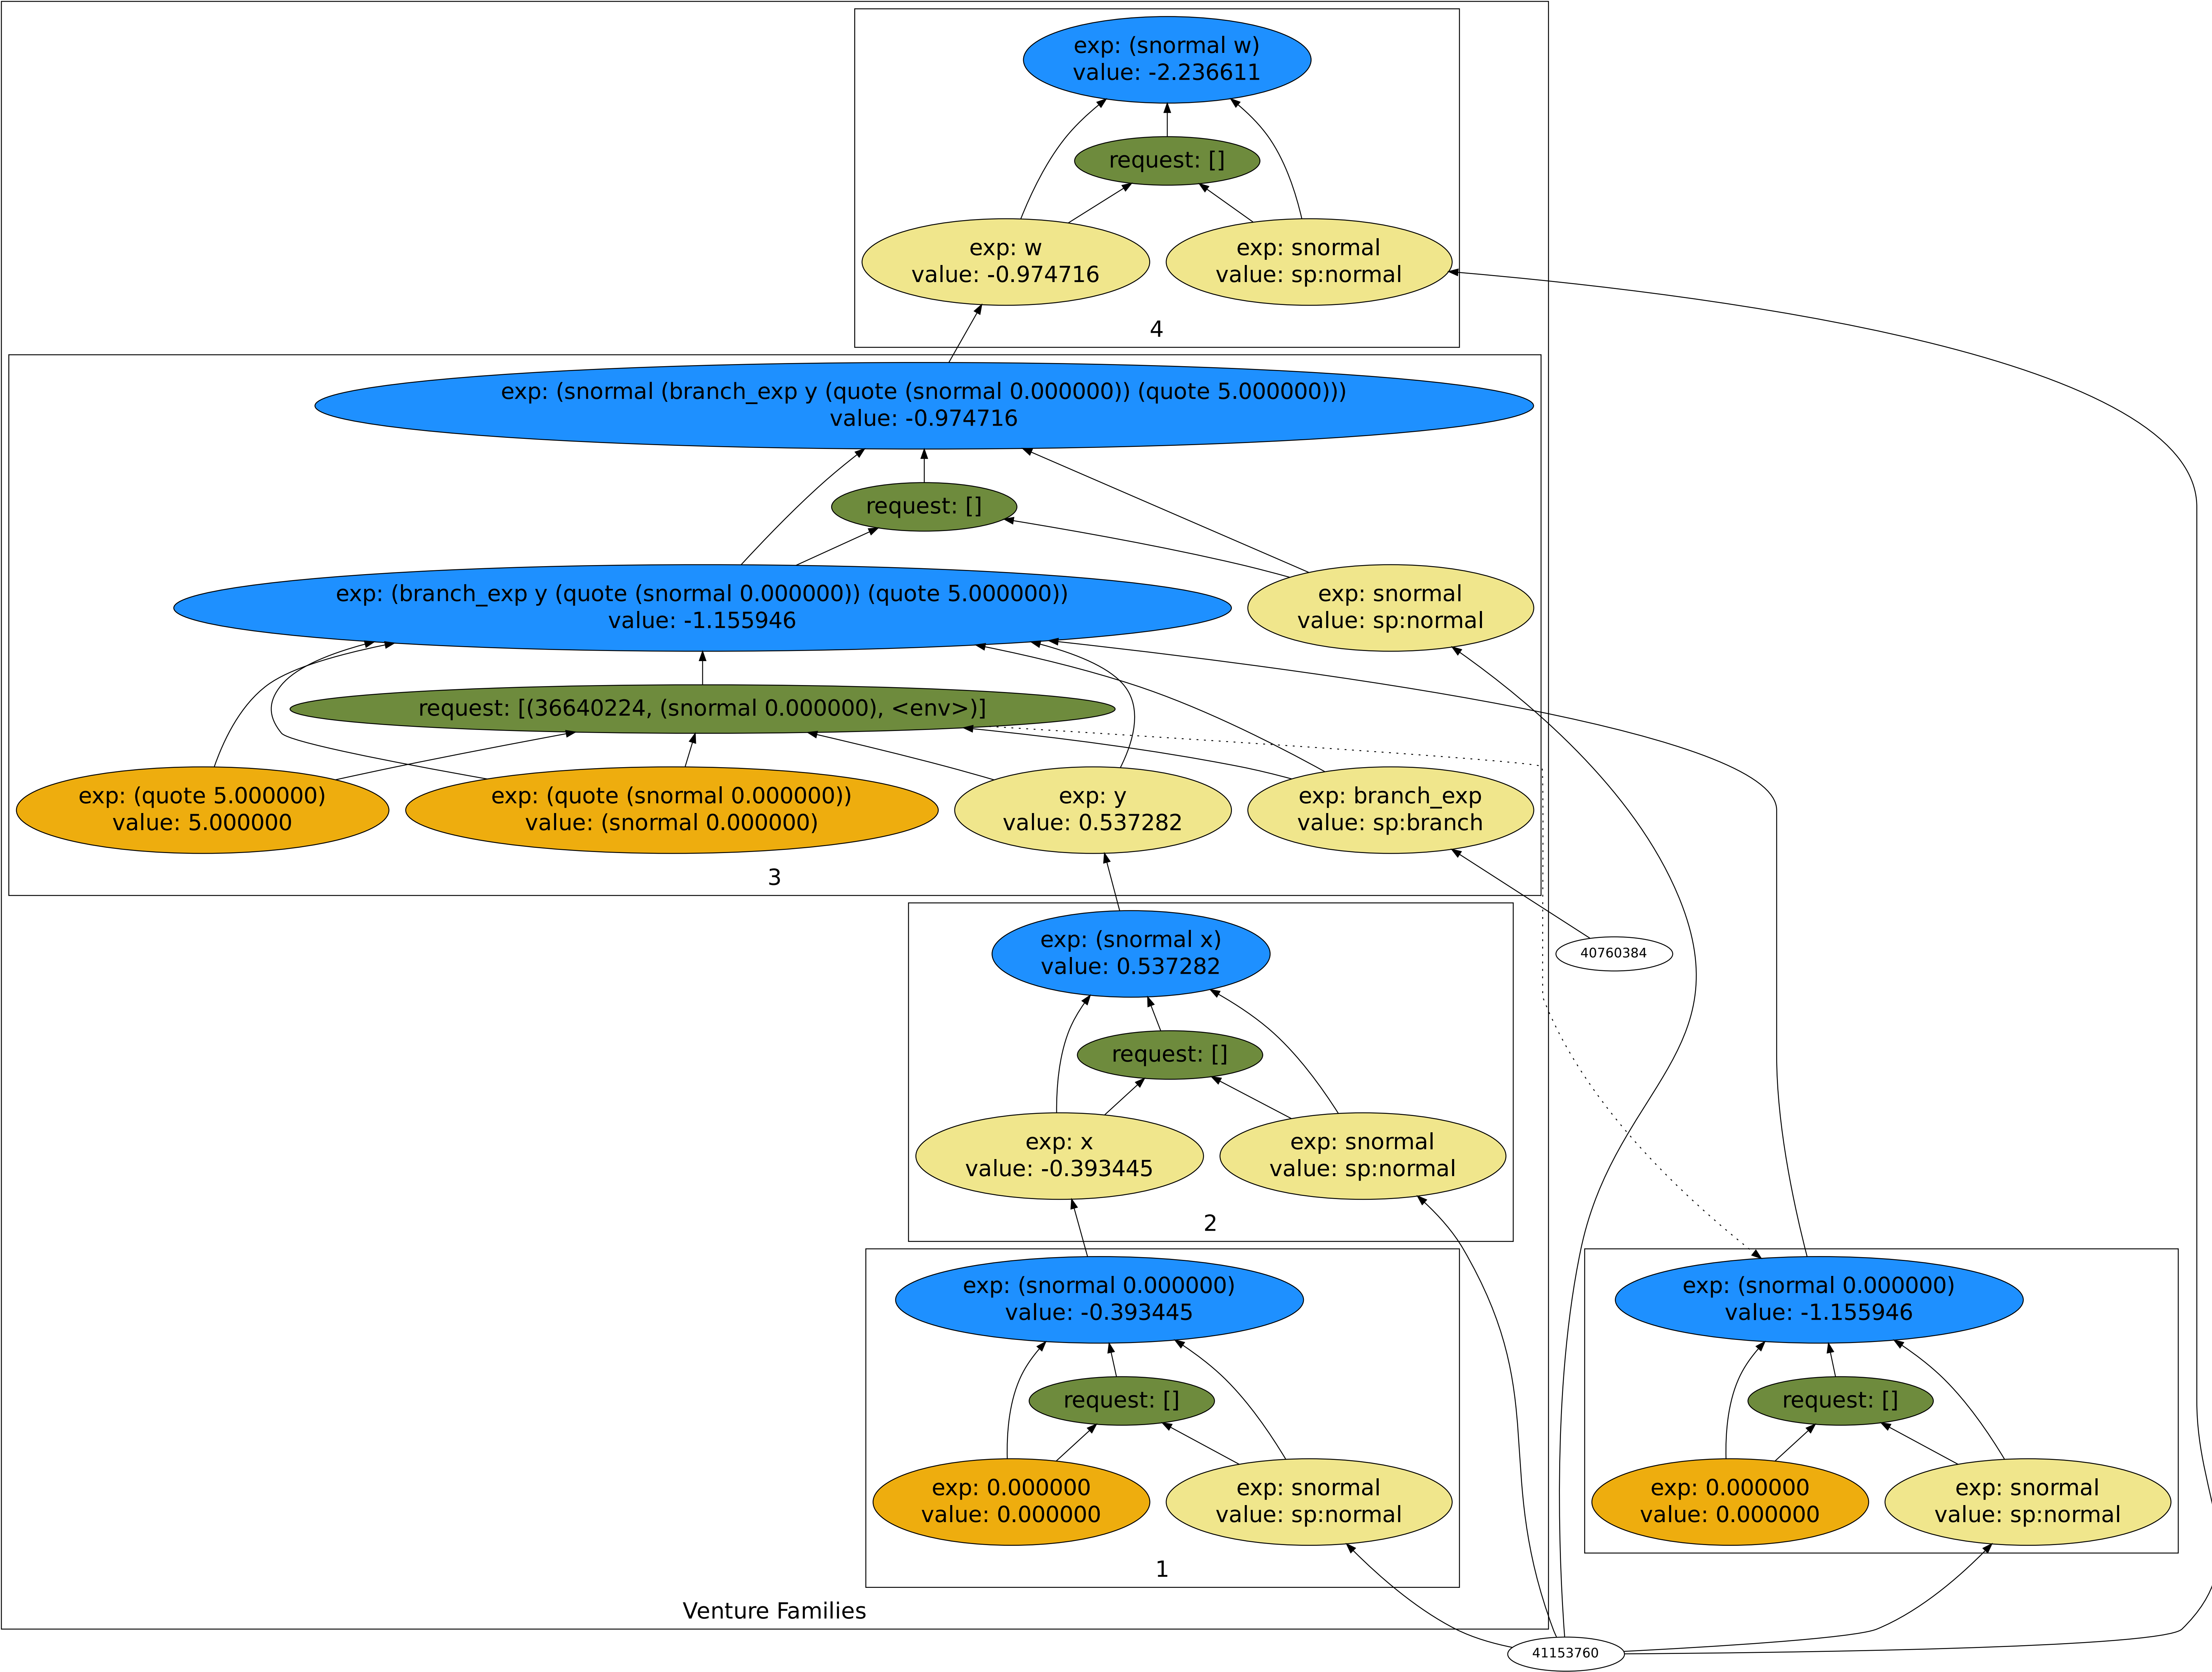 exp: (snormal w)
value: -2.236611
request: []
exp: w
value: -0.974716
exp: snormal
value: sp:normal
4
exp: (snormal (branch_exp y (quote (snormal 0.000000)) (quote 5.000000)))
value: -0.974716
request: []
exp: (branch_exp y (quote (snormal 0.000000)) (quote 5.000000))
value: -1.155946
exp: snormal
value: sp:normal
request: [(36640224, (snormal 0.000000), <env>)]
exp: (quote 5.000000)
value: 5.000000
exp: (quote (snormal 0.000000))
value: (snormal 0.000000)
exp: y
value: 0.537282
exp: branch_exp
value: sp:branch
3
exp: (snormal x)
value: 0.537282
40760384
request: []
exp: x
value: -0.393445
exp: snormal
value: sp:normal
2
exp: (snormal 0.000000)
value: -0.393445
request: []
exp: 0.000000
value: 0.000000
exp: snormal
value: sp:normal
1
exp: (snormal 0.000000)
value: -1.155946
request: []
exp: 0.000000
value: 0.000000
exp: snormal
value: sp:normal
Venture Families
41153760